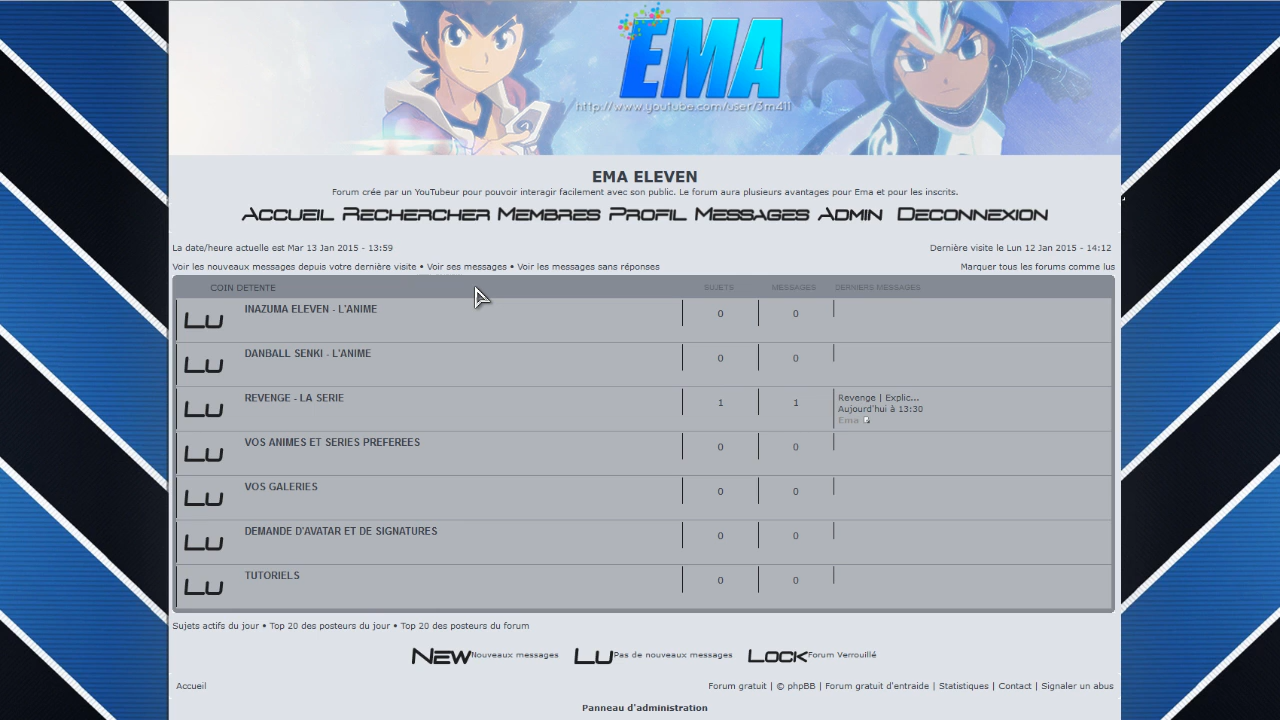 EMA
http://www.youtube.com/user/3m411
EMA ELEVEN
Forum crée par un YouTubeur pour pouvoir interagir facilement avec son public. Le forum aura plusieurs avantages pour Ema et pour les inscrits.
Accueil Rechercher Membres Profil Messages Admin Deconnexion
La date/heure actuelle est Mar 13 Jan 2015 - 13:59 Dernière visite le Lun 12 Jan 2015 - 14:12
Voir les nouveaux messages depuis votre dernière visite • Voir ses messages • Voir les messages sans réponses Marquer tous les forums comme lus
COIN DETENTE SUJETS MESSAGES DERNIERS MESSAGES
Lu INAZUMA ELEVEN - L'ANIME 0 0
Lu DANBALL SENKI - L'ANIME 0 0
Lu REVENGE - LA SERIE 1 1 Revenge | Explic...
Aujourd'hui à 13:30
Ema
Lu VOS ANIMES ET SERIES PREFEREES 0 0
Lu VOS GALERIES 0 0
Lu DEMANDE D'AVATAR ET DE SIGNATURES 0 0
Lu TUTORIELS 0 0
Sujets actifs du jour • Top 20 des posteurs du jour • Top 20 des posteurs du forum
New Nouveaux messages Lu Pas de nouveaux messages Lock Forum Verrouillé
Accueil Forum gratuit | © phpBB | Forum gratuit d'entraide | Statistiques | Contact | Signaler un abus
Panneau d'administration